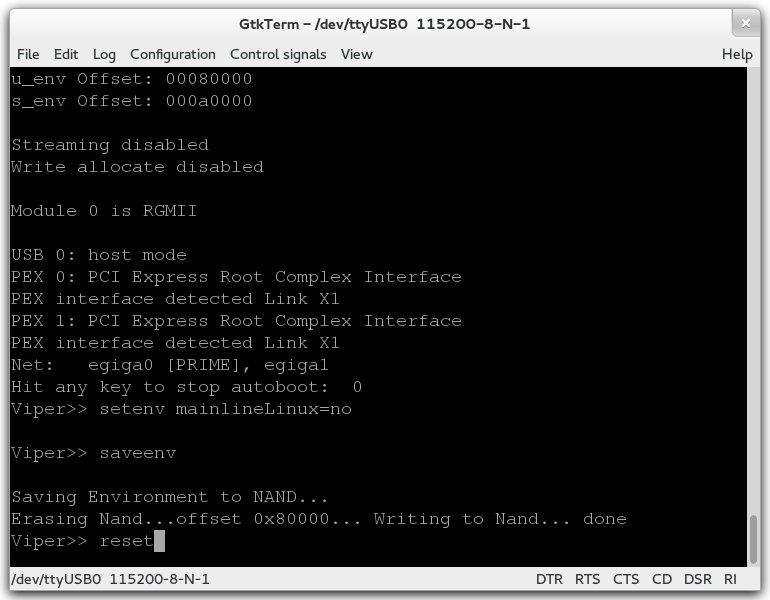 GtkTerm – /dev/ttyUSB0 115200-8-N-1
File Edit Log Configuration Control signals View Help
u_env Offset: 00080000
s_env Offset: 000a0000
Streaming disabled
Write allocate disabled
Module 0 is RGMII
USB 0: host mode
PEX 0: PCI Express Root Complex Interface
PEX interface detected Link X1
PEX 1: PCI Express Root Complex Interface
PEX interface detected Link X1
Net:   egiga0 [PRIME], egiga1
Hit any key to stop autoboot:  0
Viper>> setenv mainlineLinux=no
Viper>> saveenv
Saving Environment to NAND...
Erasing Nand...offset 0x80000... Writing to Nand... done
Viper>> reset
/dev/ttyUSB0 115200-8-N-1 DTR RTS CTS CD DSR RI